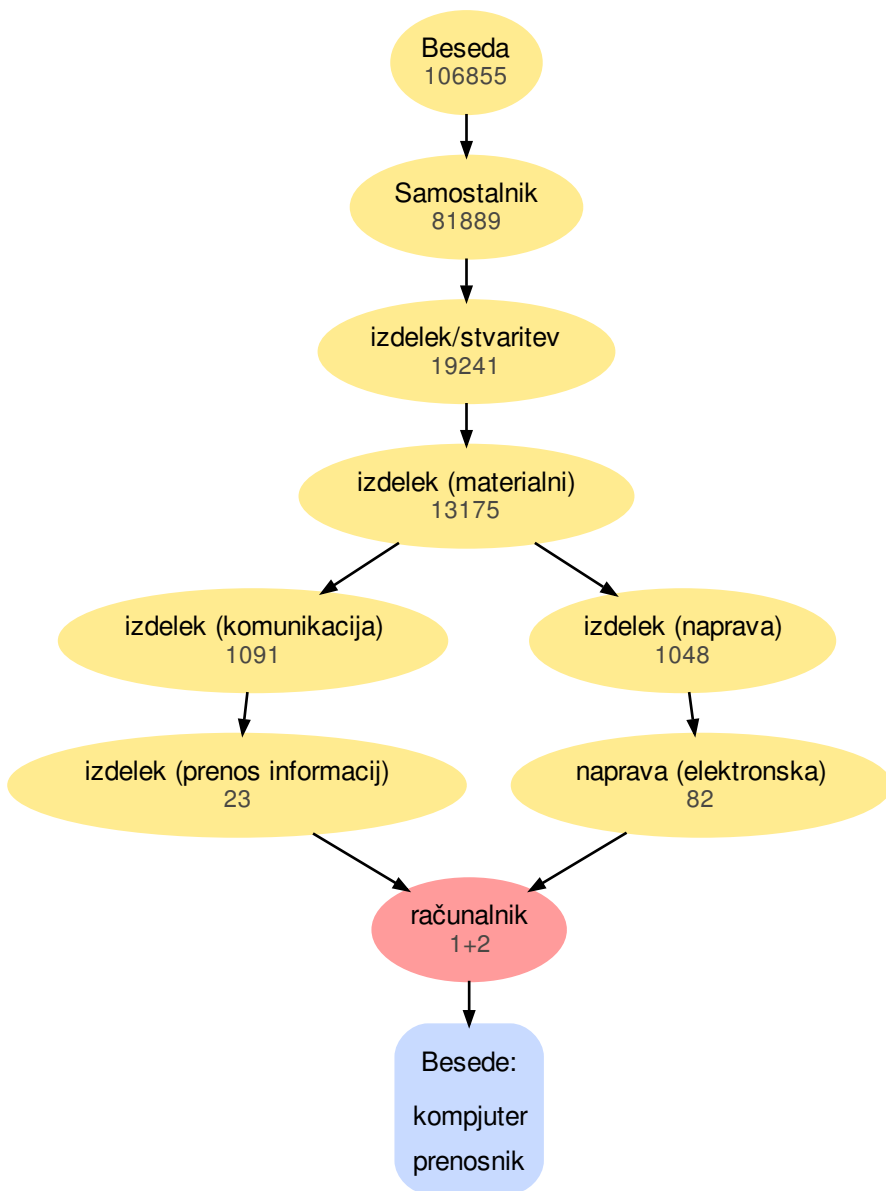 Beseda
106855
Samostalnik
81889
izdelek/stvaritev
19241
izdelek (materialni)
13175
izdelek (komunikacija)
1091
izdelek (naprava)
1048
izdelek (prenos informacij)
23
naprava (elektronska)
82
računalnik
1+2
Besede:
kompjuter
prenosnik